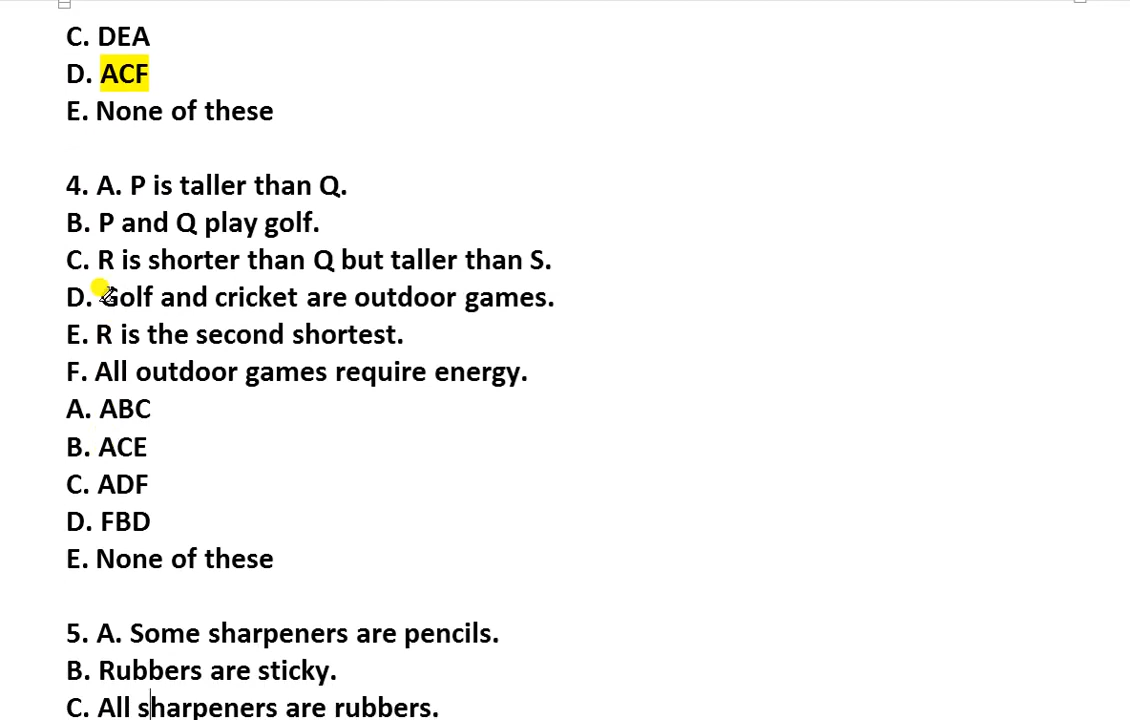 C. DEA
D. ACF
E. None of these
4. A. P is taller than Q.
B. P and Q play golf.
C. R is shorter than Q but taller than S.
D. Golf and cricket are outdoor games.
E. R is the second shortest.
F. All outdoor games require energy.
A. ABC
B. ACE
C. ADF
D. FBD
E. None of these
5. A. Some sharpeners are pencils.
B. Rubbers are sticky.
C. All sharpeners are rubbers.